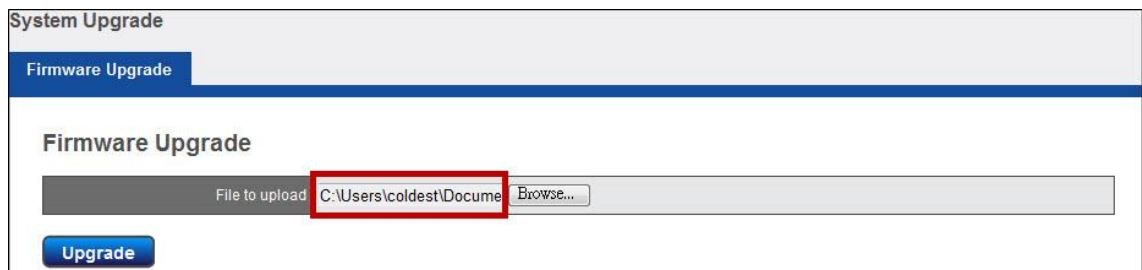 System Upgrade
Firmware Upgrade
Firmware Upgrade
File to upload C:\Users\coldest\Docume Browse...
Upgrade